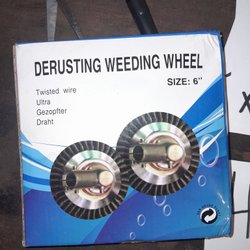 DERUSTING WEEDING WHEEL
SIZE: 6"
Twisted wire
Ultra
Gezopfter
Draht